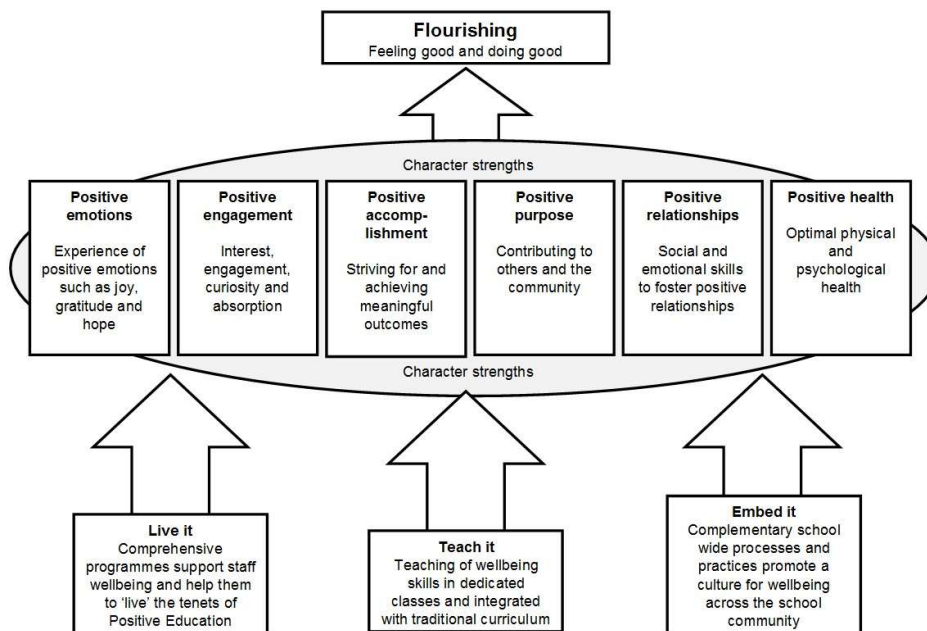 Flourishing
Feeling good and doing good
Character strengths
Positive
emotions
Experience of
positive emotions
such as joy,
gratitude and
hope
Positive
engagement
Interest,
engagement,
curiosity and
absorption
Positive
accomp-
lishment
Striving for and
achieving
meaningful
outcomes
Positive
purpose
Contributing to
others and the
community
Positive
relationships
Social and
emotional skills
to foster positive
relationships
Positive health
Optimal physical
and
psychological
health
Character strengths
Live it
Comprehensive
programmes support staff
wellbeing and help them
to ‘live’ the tenets of
Positive Education
Teach it
Teaching of wellbeing
skills in dedicated
classes and integrated
with traditional curriculum
Embed it
Complementary school
wide processes and
practices promote a
culture for wellbeing
across the school
community